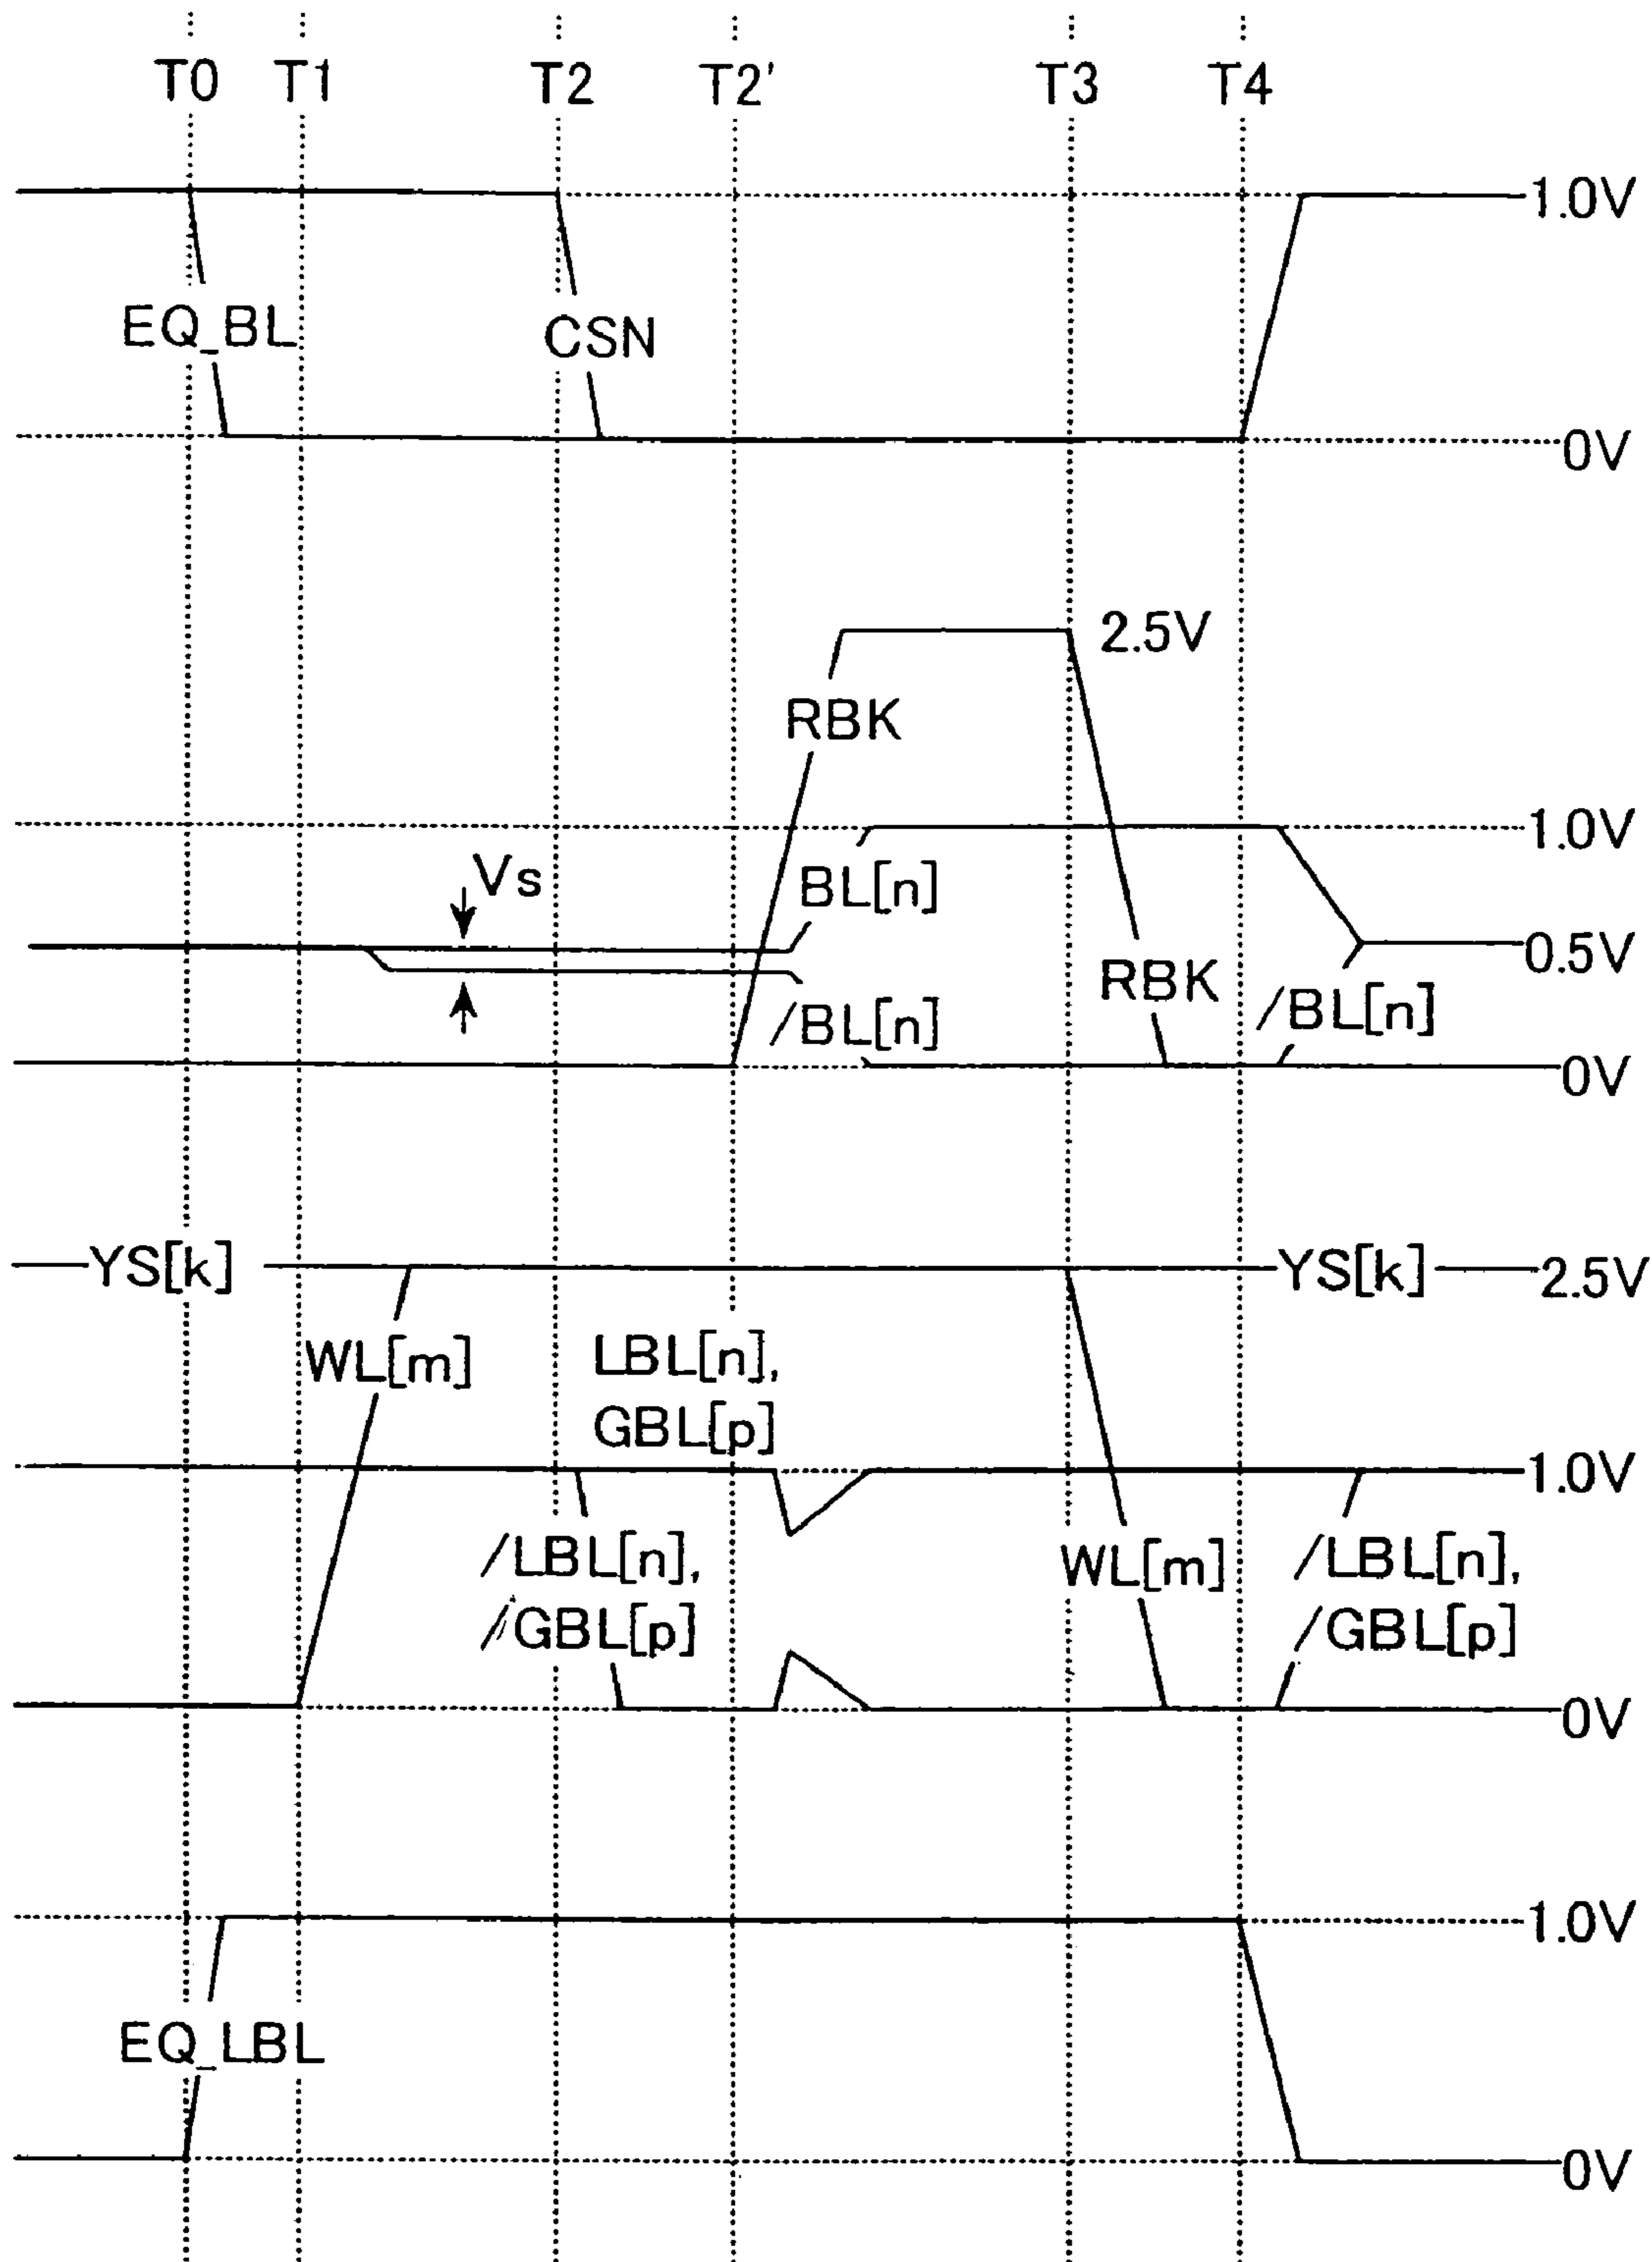 T0 T1 T2 T2' T3 T4
1.0V
EQ_BL CSN
0V
2.5V
RBK
1.0V
Vs BL[n]
0.5V
RBK
/BL[n] /BL[n]
0V
YS[k] YS[k] 2.5V
WL[m] LBL[n],
GBL[p]
1.0V
/LBL[n], WL[m] /LBL[n],
/GBL[p] /GBL[p]
0V
1.0V
EQ_LBL
0V